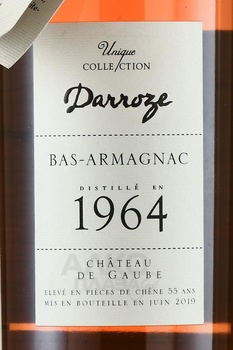 Unique
COLLECTION
Darroze
BAS-ARMAGNAC
DISTILLÉ EN
1964
CHÂTEAU
DE GAUBE
ELEVÉ EN PIÈCES DE CHÊNE 55 ANS
MIS EN BOUTEILLE EN JUIN 2019